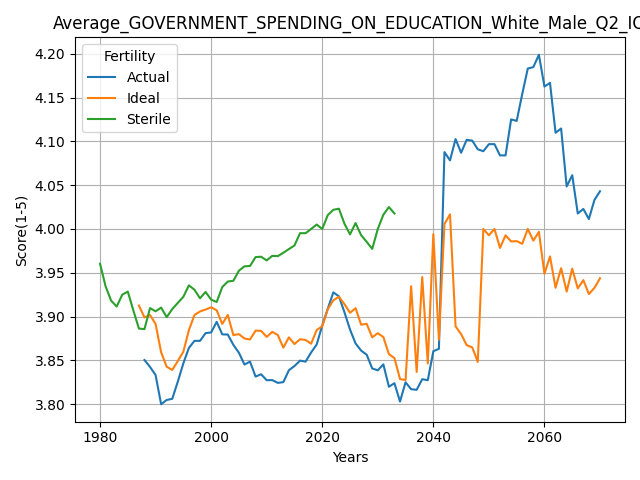 Average_GOVERNMENT_SPENDING_ON_EDUCATION_White_Male_Q2_IQ
Fertility
Actual
Ideal
Sterile
Score(1-5)
4.20
4.15
4.10
4.05
4.00
3.95
3.90
3.85
3.80
1980
2000
2020
2040
2060
Years